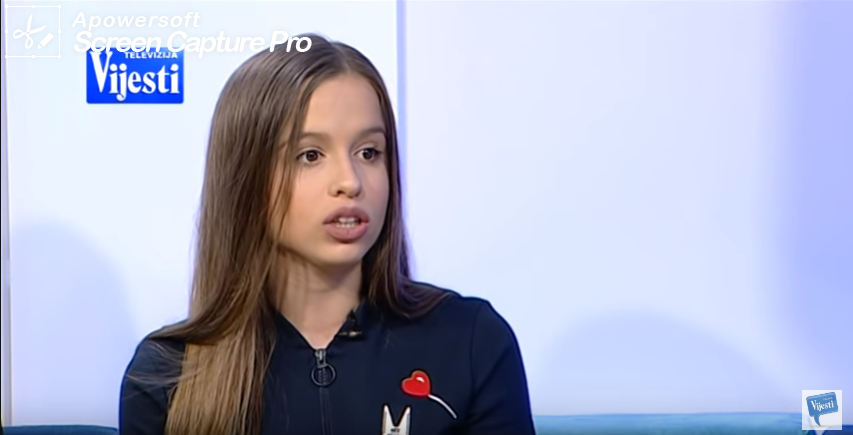 Apowersoft
Screen Capture Pro
TELEVIZIJA
Vijesti
Vijesti